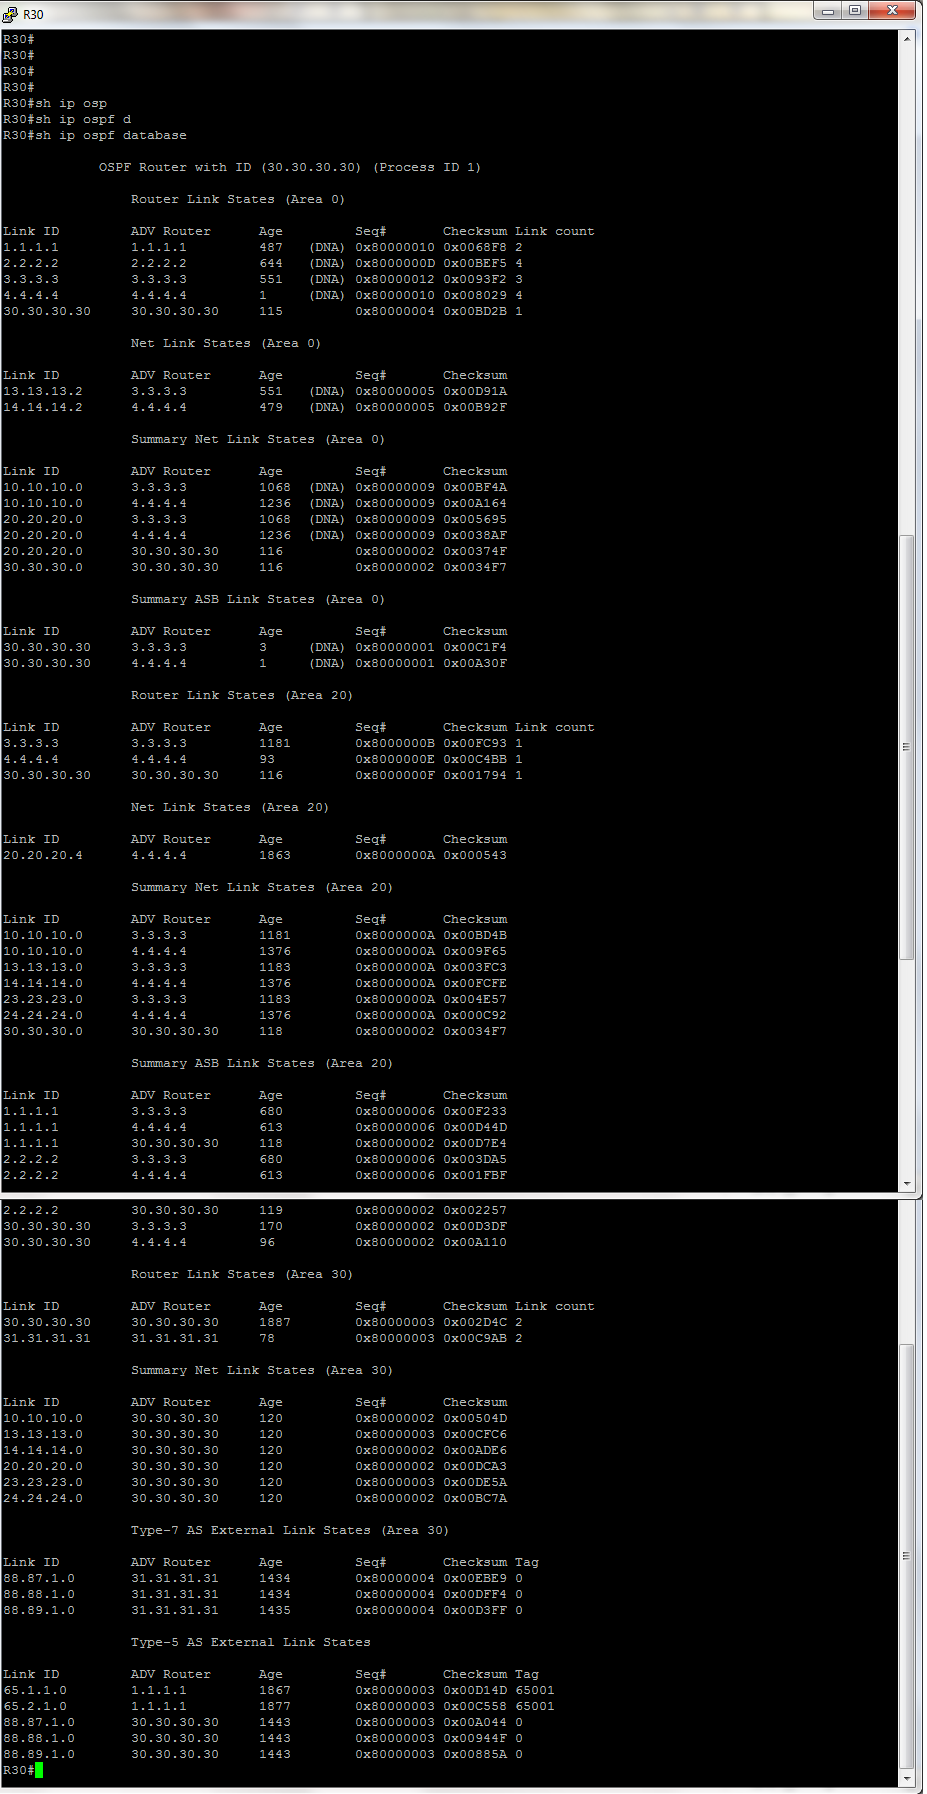 R30
R30#
R30#
R30#
R30#
R30#sh ip osp
R30#sh ip ospf d
R30#sh ip ospf database
OSPF Router with ID (30.30.30.30) (Process ID 1)
Router Link States (Area 0)
Link ID ADV Router Age Seq# Checksum Link count
1.1.1.1 1.1.1.1 487 (DNA) 0x80000010 0x0068F8 2
2.2.2.2 2.2.2.2 644 (DNA) 0x8000000D 0x00BEF5 4
3.3.3.3 3.3.3.3 551 (DNA) 0x80000012 0x0093F2 3
4.4.4.4 4.4.4.4 1 (DNA) 0x80000010 0x008029 4
30.30.30.30 30.30.30.30 115 0x80000004 0x00BD2B 1
Net Link States (Area 0)
Link ID ADV Router Age Seq# Checksum
13.13.13.2 3.3.3.3 551 (DNA) 0x80000005 0x00D91A
14.14.14.2 4.4.4.4 479 (DNA) 0x80000005 0x00B92F
Summary Net Link States (Area 0)
Link ID ADV Router Age Seq# Checksum
10.10.10.0 3.3.3.3 1068 (DNA) 0x80000009 0x00BF4A
10.10.10.0 4.4.4.4 1236 (DNA) 0x80000009 0x00A164
20.20.20.0 3.3.3.3 1068 (DNA) 0x80000009 0x005695
20.20.20.0 4.4.4.4 1236 (DNA) 0x80000009 0x0038AF
20.20.20.0 30.30.30.30 116 0x80000002 0x00374F
30.30.30.0 30.30.30.30 116 0x80000002 0x0034F7
Summary ASB Link States (Area 0)
Link ID ADV Router Age Seq# Checksum
30.30.30.30 3.3.3.3 3 (DNA) 0x80000001 0x00C1F4
30.30.30.30 4.4.4.4 1 (DNA) 0x80000001 0x00A30F
Router Link States (Area 20)
Link ID ADV Router Age Seq# Checksum Link count
3.3.3.3 3.3.3.3 1181 0x8000000B 0x00FC93 1
4.4.4.4 4.4.4.4 93 0x8000000E 0x00C4BB 1
30.30.30.30 30.30.30.30 116 0x8000000F 0x001794 1
Net Link States (Area 20)
Link ID ADV Router Age Seq# Checksum
20.20.20.4 4.4.4.4 1863 0x8000000A 0x000543
Summary Net Link States (Area 20)
Link ID ADV Router Age Seq# Checksum
10.10.10.0 3.3.3.3 1181 0x8000000A 0x00BD4B
10.10.10.0 4.4.4.4 1376 0x8000000A 0x009F65
13.13.13.0 3.3.3.3 1183 0x8000000A 0x003FC3
14.14.14.0 4.4.4.4 1376 0x8000000A 0x00FCFE
23.23.23.0 3.3.3.3 1183 0x8000000A 0x004E57
24.24.24.0 4.4.4.4 1376 0x8000000A 0x000C92
30.30.30.0 30.30.30.30 118 0x80000002 0x0034F7
Summary ASB Link States (Area 20)
Link ID ADV Router Age Seq# Checksum
1.1.1.1 3.3.3.3 680 0x80000006 0x00F233
1.1.1.1 4.4.4.4 613 0x80000006 0x00D44D
1.1.1.1 30.30.30.30 118 0x80000002 0x00D7E4
2.2.2.2 3.3.3.3 680 0x80000006 0x003DA5
2.2.2.2 4.4.4.4 613 0x80000006 0x001FBF
2.2.2.2 30.30.30.30 119 0x80000002 0x002257
30.30.30.30 3.3.3.3 170 0x80000002 0x00D3DF
30.30.30.30 4.4.4.4 96 0x80000002 0x00A110
Router Link States (Area 30)
Link ID ADV Router Age Seq# Checksum Link count
30.30.30.30 30.30.30.30 1887 0x80000003 0x002D4C 2
31.31.31.31 31.31.31.31 78 0x80000003 0x00C9AB 2
Summary Net Link States (Area 30)
Link ID ADV Router Age Seq# Checksum
10.10.10.0 30.30.30.30 120 0x80000002 0x00504D
13.13.13.0 30.30.30.30 120 0x80000003 0x00CFC6
14.14.14.0 30.30.30.30 120 0x80000002 0x00ADE6
20.20.20.0 30.30.30.30 120 0x80000002 0x00DCA3
23.23.23.0 30.30.30.30 120 0x80000003 0x00DE5A
24.24.24.0 30.30.30.30 120 0x80000002 0x00BC7A
Type-7 AS External Link States (Area 30)
Link ID ADV Router Age Seq# Checksum Tag
88.87.1.0 31.31.31.31 1434 0x80000004 0x00EBE9 0
88.88.1.0 31.31.31.31 1434 0x80000004 0x00DFF4 0
88.89.1.0 31.31.31.31 1435 0x80000004 0x00D3FF 0
Type-5 AS External Link States
Link ID ADV Router Age Seq# Checksum Tag
65.1.1.0 1.1.1.1 1867 0x80000003 0x00D14D 65001
65.2.1.0 1.1.1.1 1877 0x80000003 0x00C558 65001
88.87.1.0 30.30.30.30 1443 0x80000003 0x00A044 0
88.88.1.0 30.30.30.30 1443 0x80000003 0x00944F 0
88.89.1.0 30.30.30.30 1443 0x80000003 0x00885A 0
R30#